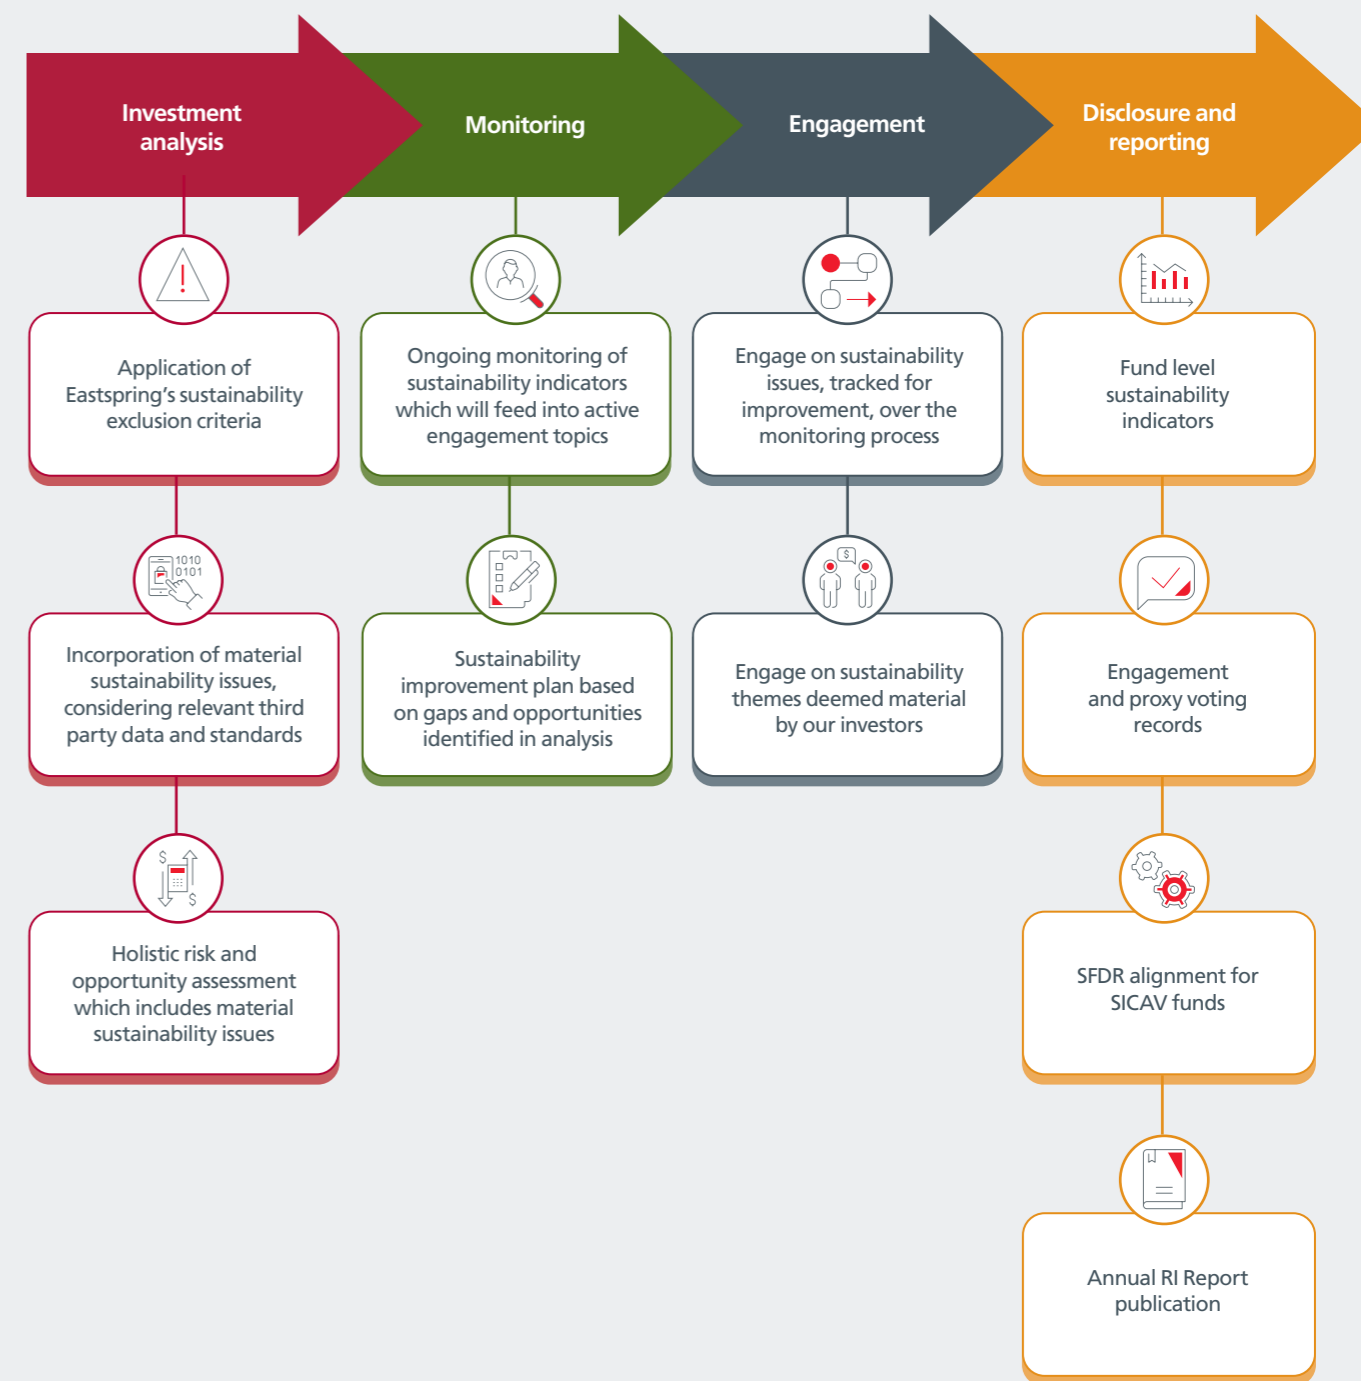 Investment
analysis
Monitoring
Engagement
Disclosure and
reporting
Application of
Eastspring’s sustainability
exclusion criteria
1010
0101
Incorporation of material
sustainability issues,
considering relevant third
party data and standards
$
$
Holistic risk and
opportunity assessment
which includes material
sustainability issues
Ongoing monitoring of
sustainability indicators
which will feed into active
engagement topics
Sustainability
improvement plan based
on gaps and opportunities
identified in analysis
Engage on sustainability
issues, tracked for
improvement, over the
monitoring process
$
Engage on sustainability
themes deemed material
by our investors
Fund level
sustainability
indicators
Engagement
and proxy voting
records
SFDR alignment for
SICAV funds
Annual RI Report
publication